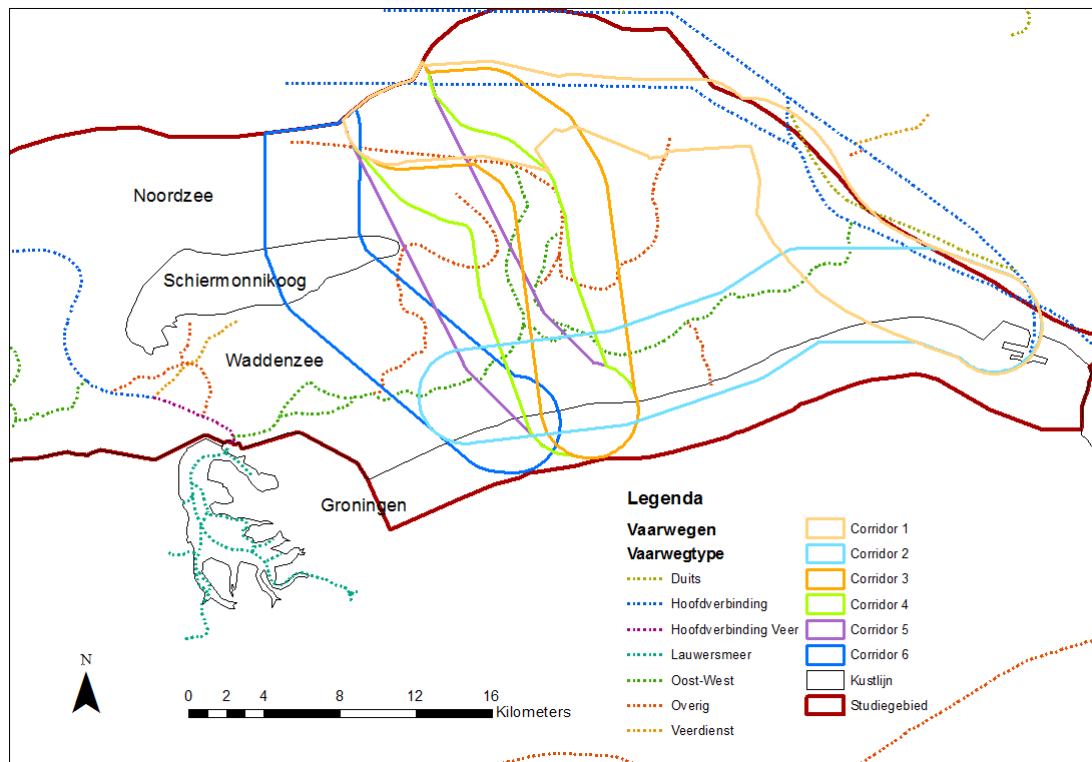 Noordzee
Schiermonnikoog
Waddenzee
Groningen
N
0 2 4 8 12 16
Kilometers
Legenda
Vaarwegen
Vaarwegtype
Duits
Hoofdverbinding
Hoofdverbinding Veer
Lauwersmeer
Oost-West
Overig
Veerdienst
Corridor 1
Corridor 2
Corridor 3
Corridor 4
Corridor 5
Corridor 6
Kustlijn
Studiegebied